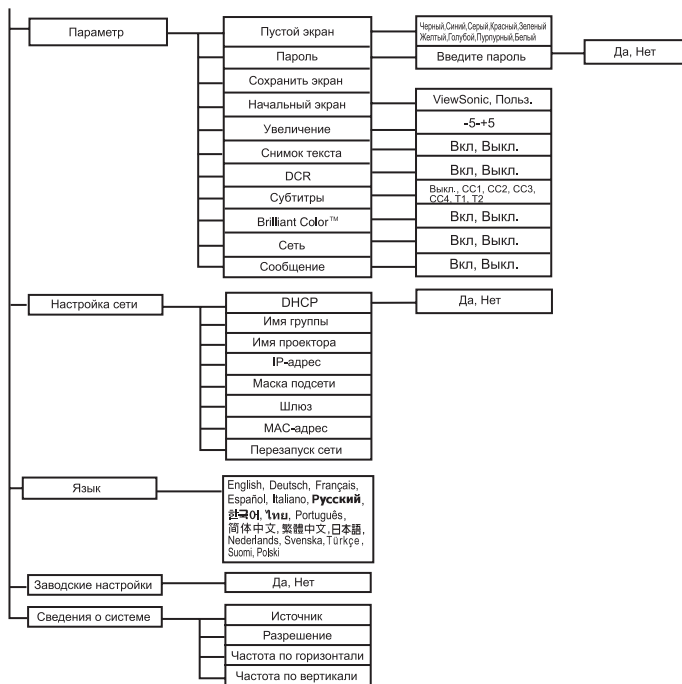 Параметр
Пустой экран
Черный,Синий,Серый,Красный,Зеленый
Желтый,Голубой,Пурпурный,Белый
Пароль
Введите пароль
Да, Нет
Сохранить экран
Начальный экран
ViewSonic, Польз.
Увеличение
-5-+5
Снимок текста
Вкл, Выкл.
DCR
Вкл, Выкл.
Субтитры
Выкл., CC1, CC2, CC3,
CC4, T1, T2
Brilliant Color™
Вкл, Выкл.
Сеть
Вкл, Выкл.
Сообщение
Вкл, Выкл.
Настройка сети
DHCP
Да, Нет
Имя группы
Имя проектора
IP-адрес
Маска подсети
Шлюз
MAC-адрес
Перезапуск сети
Язык
English, Deutsch, Français,
Español, Italiano, Русский,
한국어, ไทย, Português,
简体中文, 繁體中文, 日本語,
Nederlands, Svenska, Türkçe,
Suomi, Polski
Заводские настройки
Да, Нет
Сведения о системе
Источник
Разрешение
Частота по горизонтали
Частота по вертикали